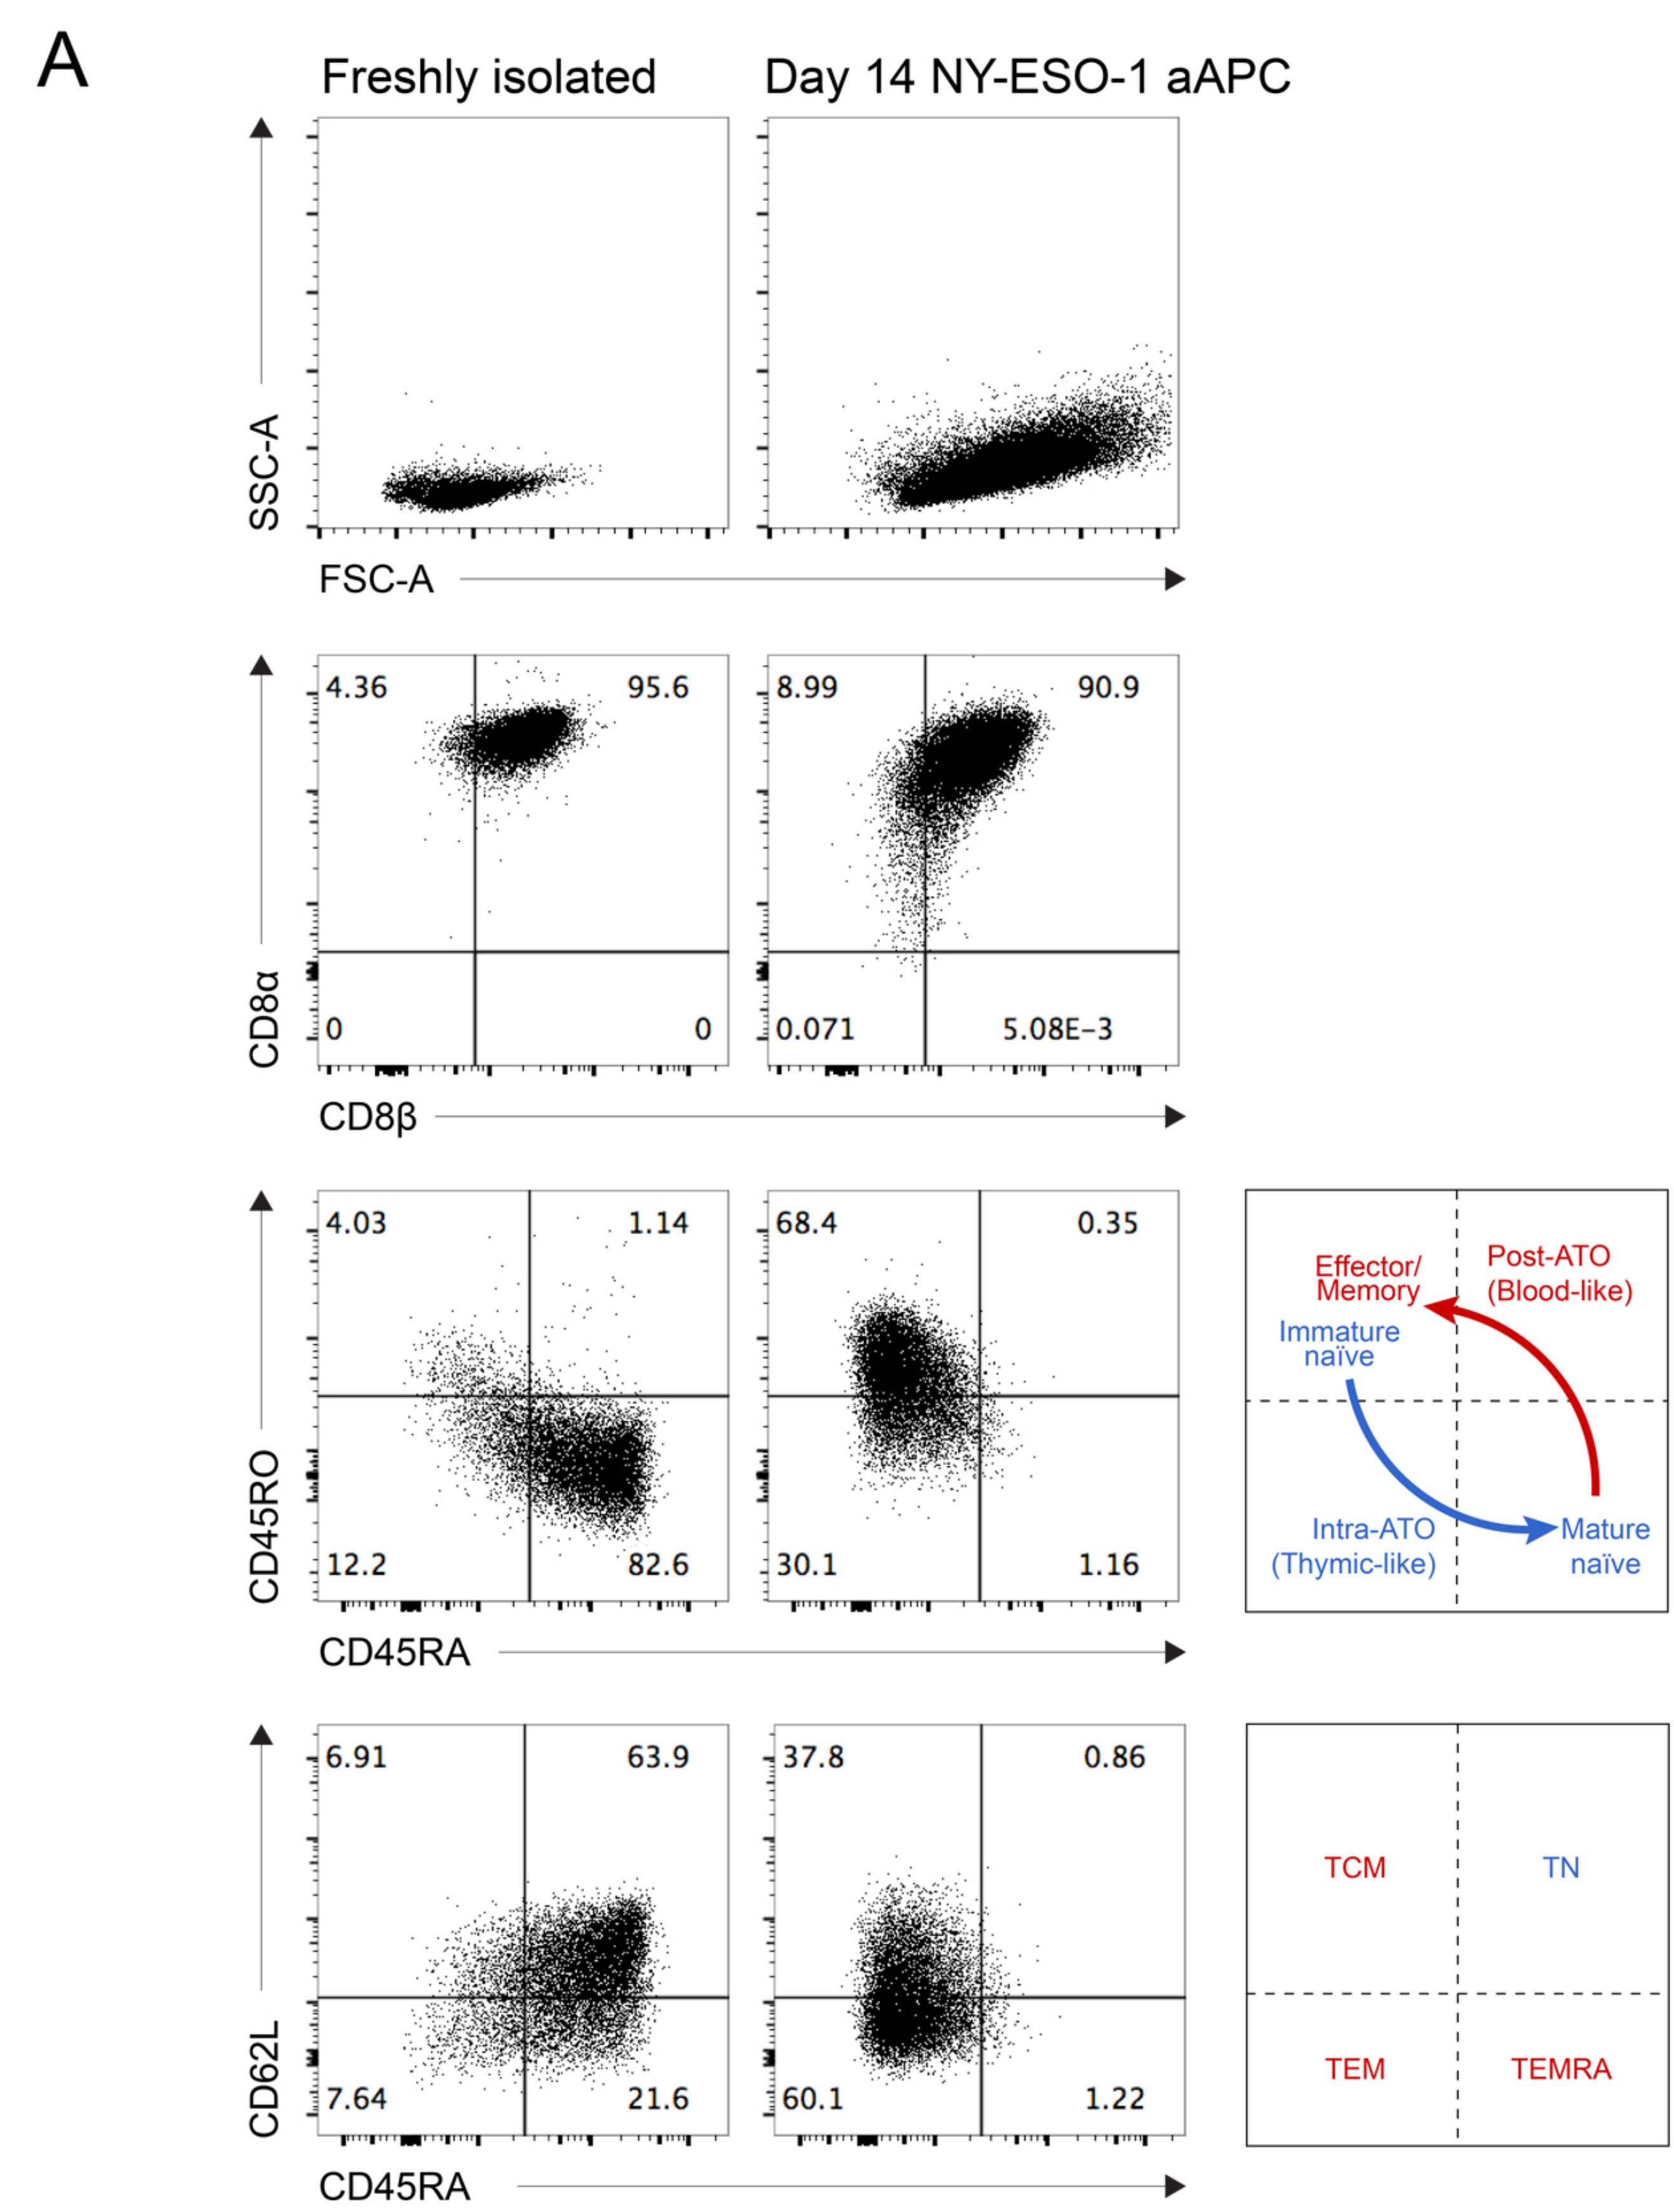 A
Freshly isolated
Day 14 NY-ESO-1 aAPC
SSC-A
FSC-A
4.36
95.6
8.99
90.9
0
0
0.071
5.08E-3
CD8α
CD8β
4.03
1.14
68.4
0.35
12.2
82.6
30.1
1.16
CD45RO
CD45RA
Effector/
Memory
Post-ATO
(Blood-like)
Immature
naïve
Intra-ATO
(Thymic-like)
Mature
naïve
6.91
63.9
37.8
0.86
7.64
21.6
60.1
1.22
CD62L
CD45RA
TCM
TN
TEM
TEMRA